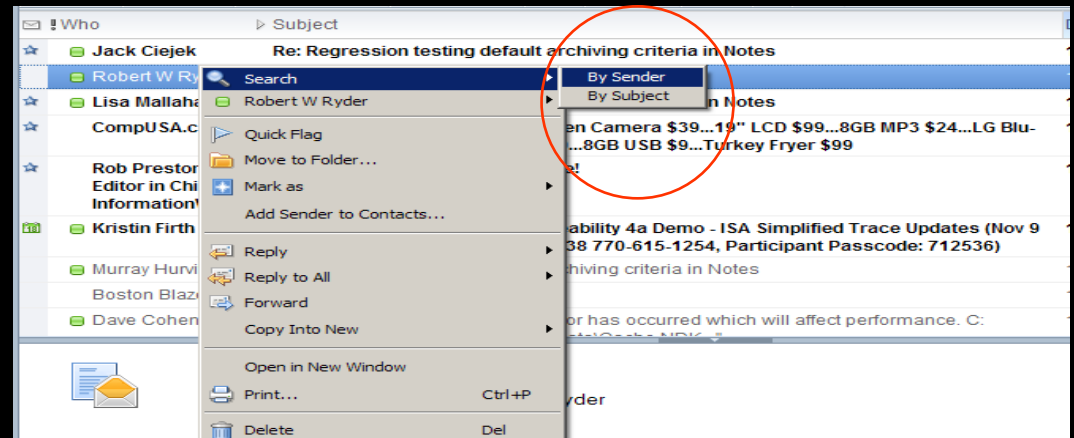 !Who Subject
Jack Ciejek Re: Regression testing default archiving criteria in Notes
Robert W Ry
Search
By Sender
By Subject
Lisa Mallaha
Robert W Ryder
n Notes
CompUSA.c
en Camera $39...19" LCD $99...8GB MP3 $24...LG Blu-
...8GB USB $9...Turkey Fryer $99
Quick Flag
Move to Folder...
Rob Prestor
e!
Editor in Chi
Mark as
Information\
Add Sender to Contacts...
Kristin Firth
ability 4a Demo - ISA Simplified Trace Updates (Nov 9
38 770-615-1254, Participant Passcode: 712536)
Reply
Murray Hurvi
hiving criteria in Notes
Reply to All
Boston Blaz
Forward
Dave Cohen
or has occurred which will affect performance. C:
Copy Into New
Open in New Window
Print... Ctrl+P
yder
Delete Del